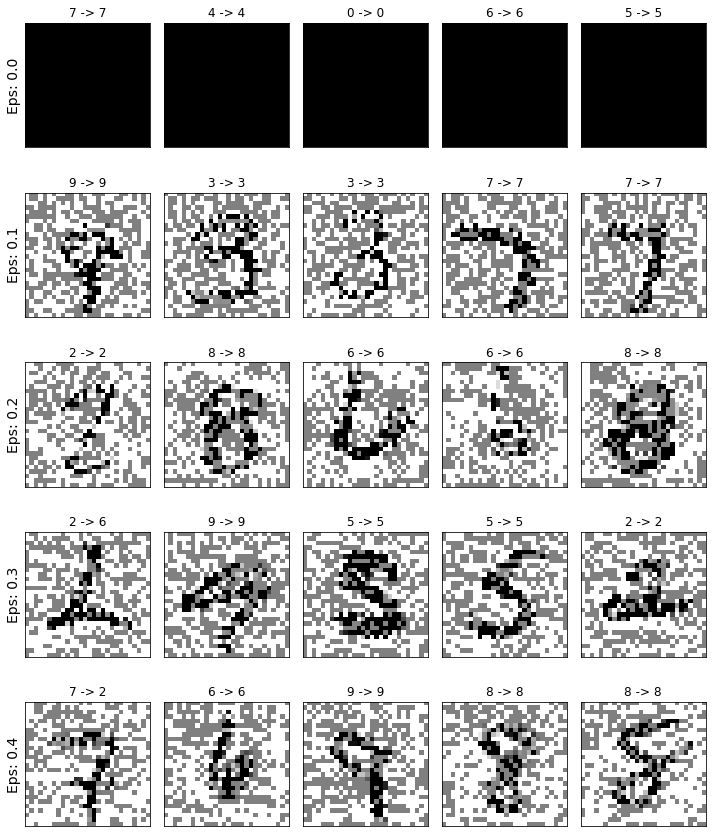 7 -> 7 4 -> 4 0 -> 0 6 -> 6 5 -> 5
Eps: 0.0
9 -> 9 3 -> 3 3 -> 3 7 -> 7 7 -> 7
Eps: 0.1
2 -> 2 8 -> 8 6 -> 6 6 -> 6 8 -> 8
Eps: 0.2
2 -> 6 9 -> 9 5 -> 5 5 -> 5 2 -> 2
Eps: 0.3
7 -> 2 6 -> 6 9 -> 9 8 -> 8 8 -> 8
Eps: 0.4